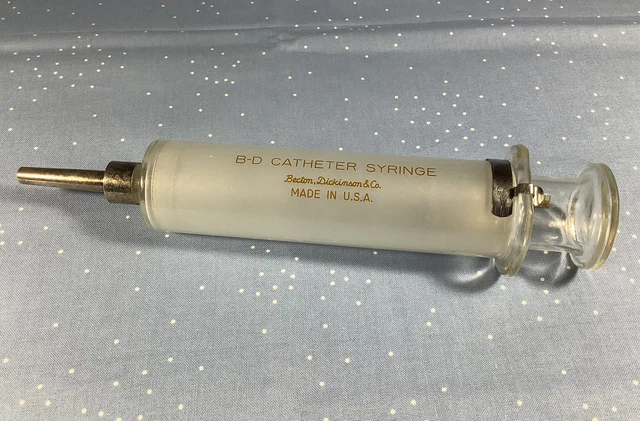 B-D CATHETER SYRINGE
Becton, Dickinson & Co.
MADE IN U.S.A.